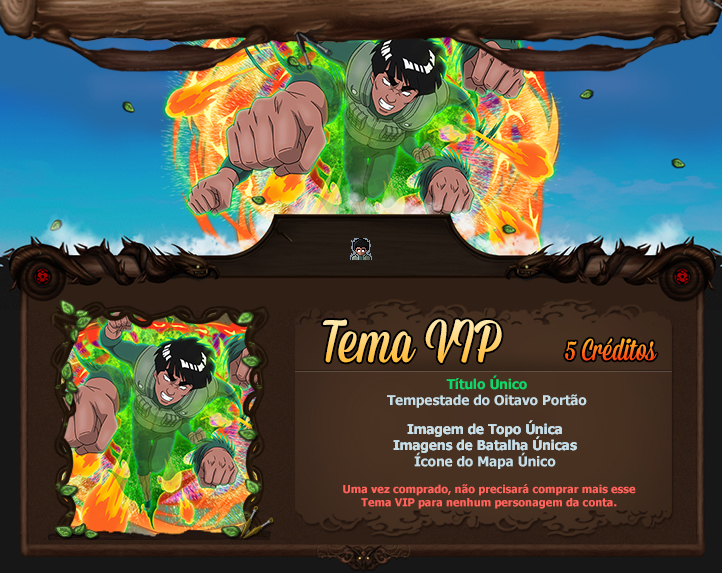 Tema VIP
5 Créditos
Título Único
Tempestade do Oitavo Portão
Imagem de Topo Única
Imagens de Batalha Únicas
Ícone do Mapa Único
Uma vez comprado, não precisará comprar mais esse
Tema VIP para nenhum personagem da conta.